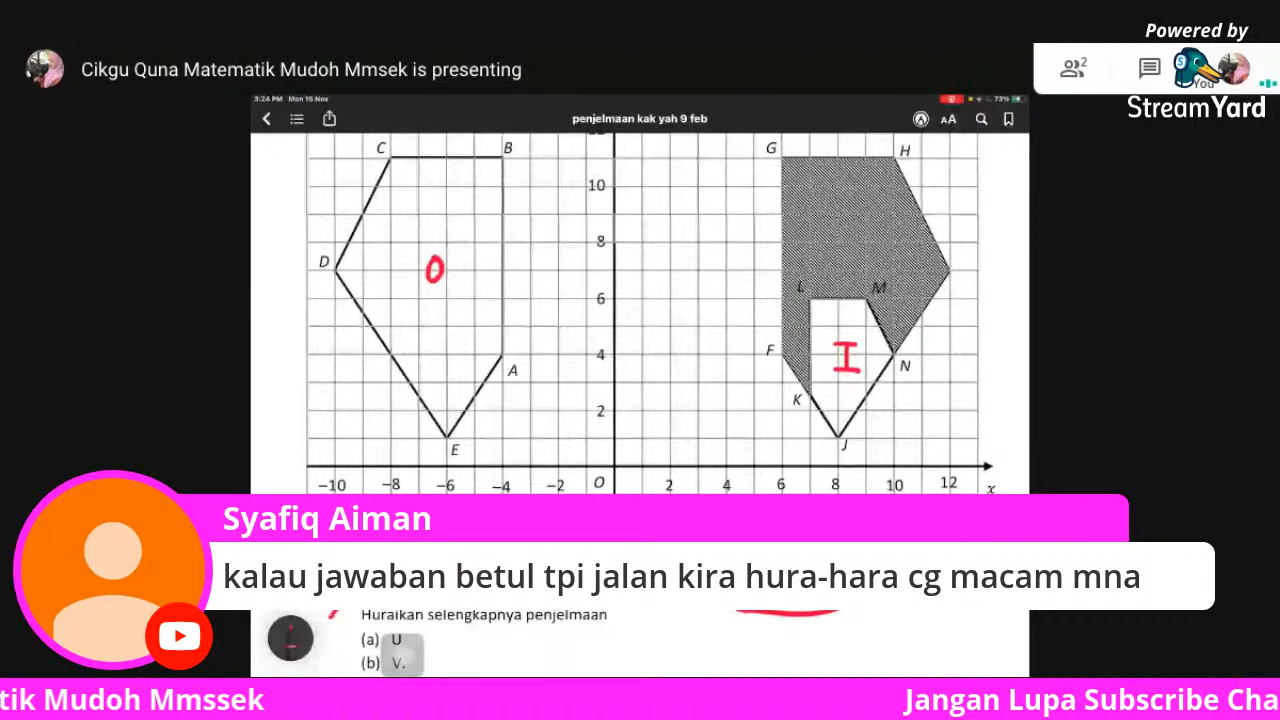 Powered by
Cikgu Quna Matematik Mudoh Mmsek is presenting
2
You
StreamYard
3:24 PM Mon 16 Nov
73%
penjelmaan kak yah 9 feb
AA
C B G H
10
8
D
O
6
L M
I
4
F
A
N
K
2
E
J
-10 -8 -6 -4 -2 O 2 4 6 8 10 12 x
Syafiq Aiman
kalau jawaban betul tpi jalan kira hura-hara cg macam mna
Huraikan selengkapnya penjelmaan
(a) U
(b) V.
tik Mudoh Mmssek
Jangan Lupa Subscribe Cha